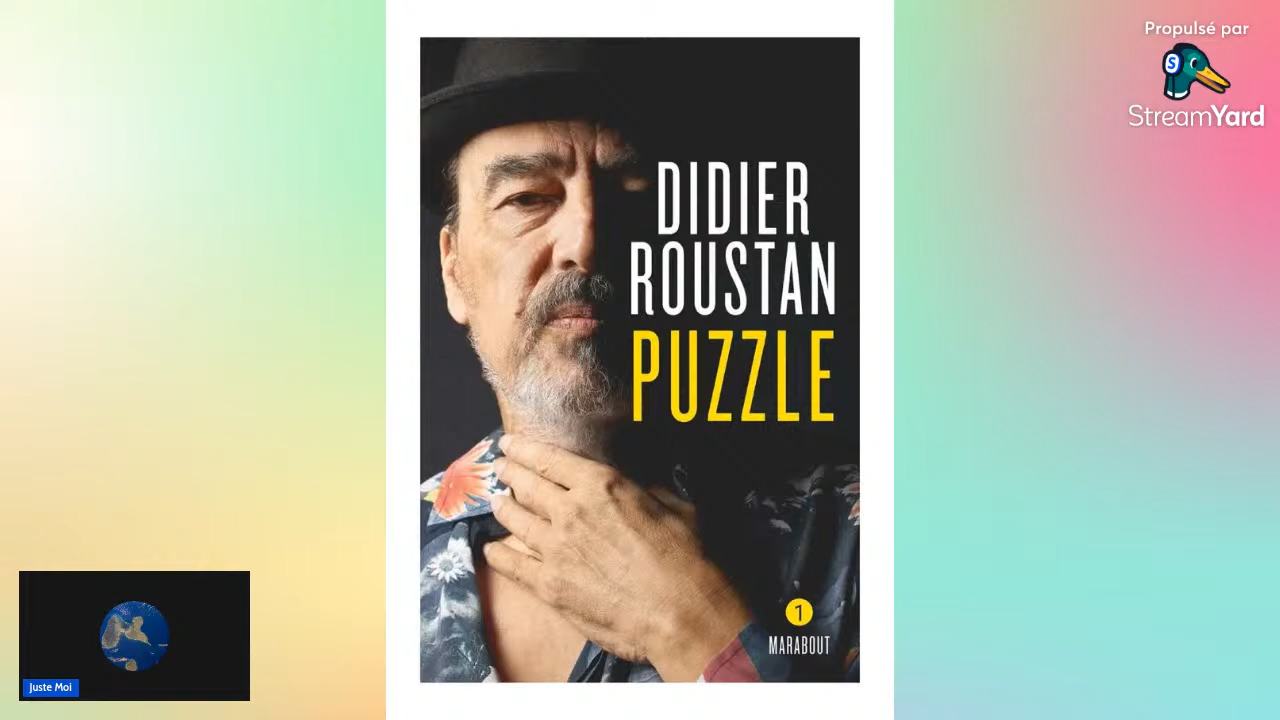 Propulsé par
S
StreamYard
DIDIER
ROUSTAN
PUZZLE
1
MARABOUT
Juste Moi